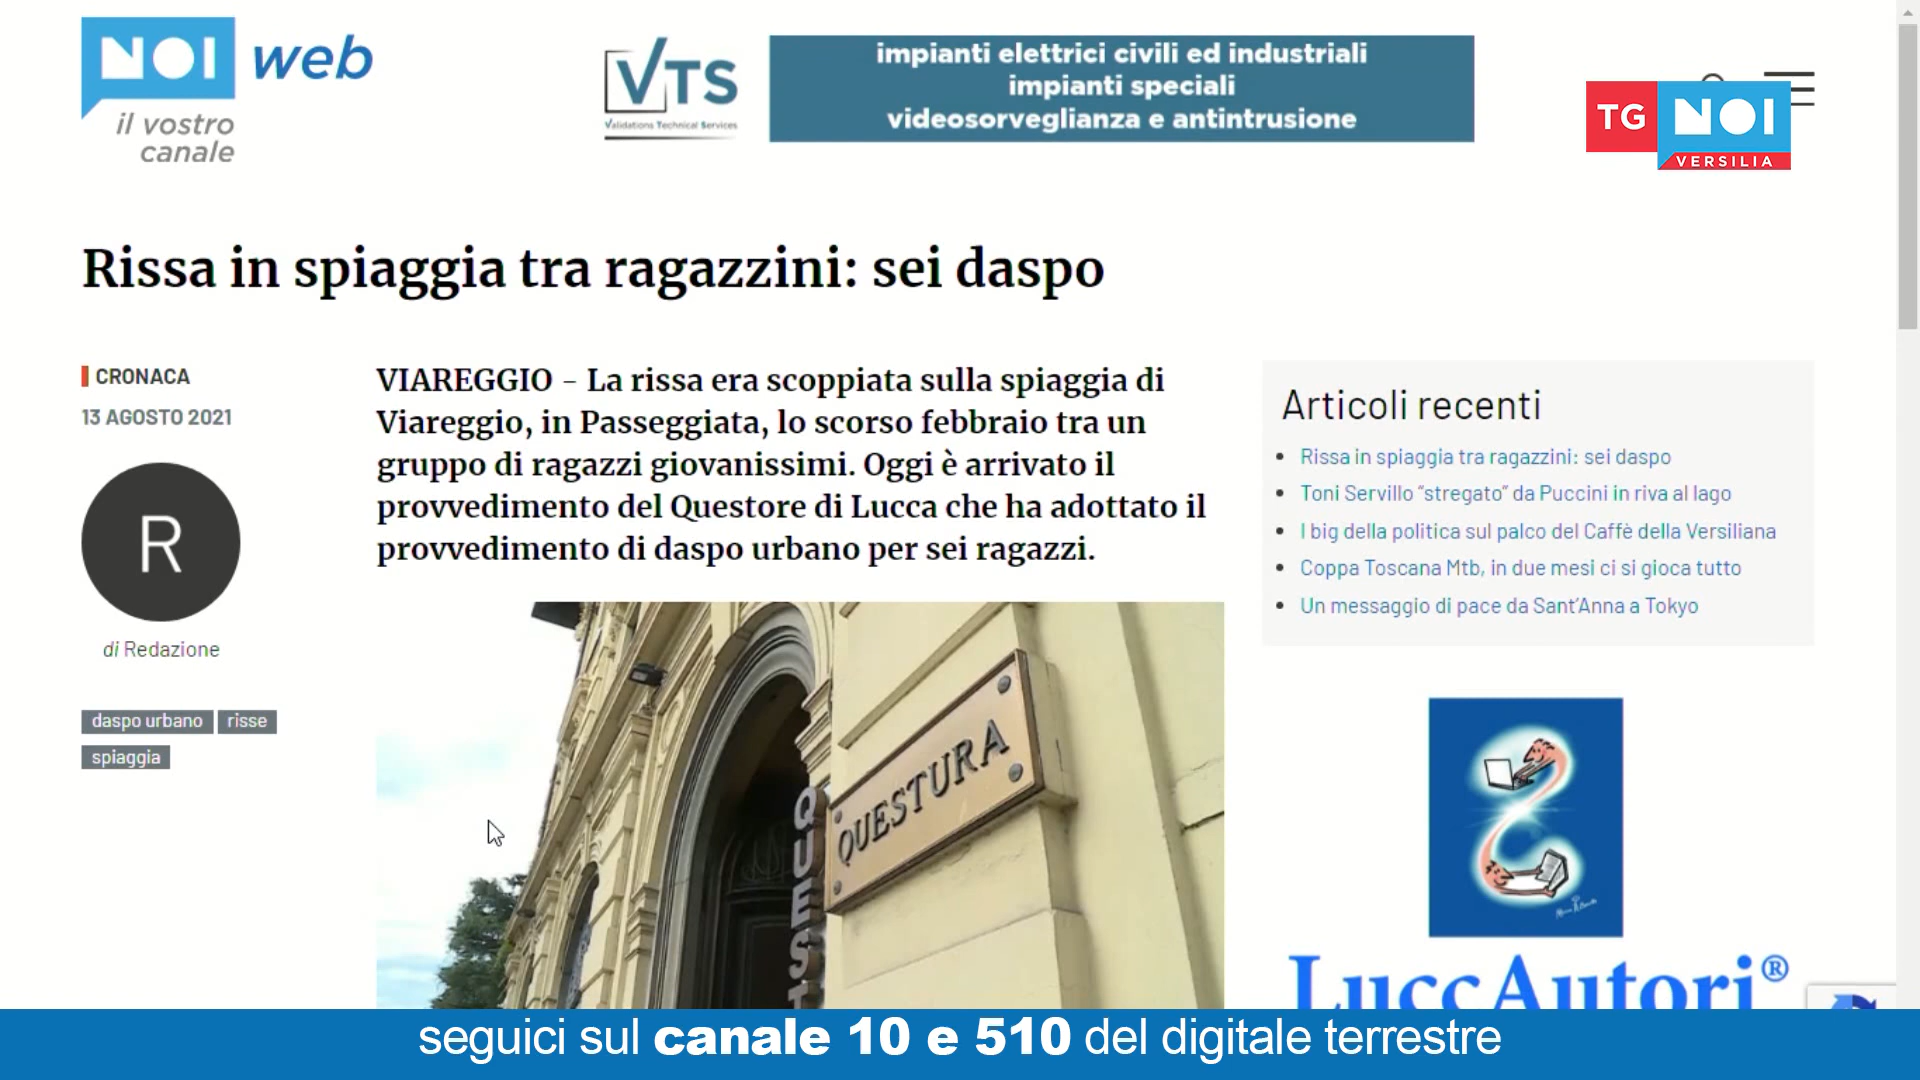 NOI web
il vostro
canale
VTS
Validations Technical Services
impianti elettrici civili ed industriali
impianti speciali
videosorveglianza e antintrusione
TG NOI
VERSILIA
Rissa in spiaggia tra ragazzini: sei daspo
CRONACA
13 AGOSTO 2021
R
di Redazione
daspo urbano risse
spiaggia
VIAREGGIO – La rissa era scoppiata sulla spiaggia di
Viareggio, in Passeggiata, lo scorso febbraio tra un
gruppo di ragazzi giovanissimi. Oggi è arrivato il
provvedimento del Questore di Lucca che ha adottato il
provvedimento di daspo urbano per sei ragazzi.
QUESTURA
QUEST
Articoli recenti
Rissa in spiaggia tra ragazzini: sei daspo
Toni Servillo “stregato” da Puccini in riva al lago
I big della politica sul palco del Caffè della Versiliana
Coppa Toscana Mtb, in due mesi ci si gioca tutto
Un messaggio di pace da Sant’Anna a Tokyo
LuccAutori®
seguici sul canale 10 e 510 del digitale terrestre